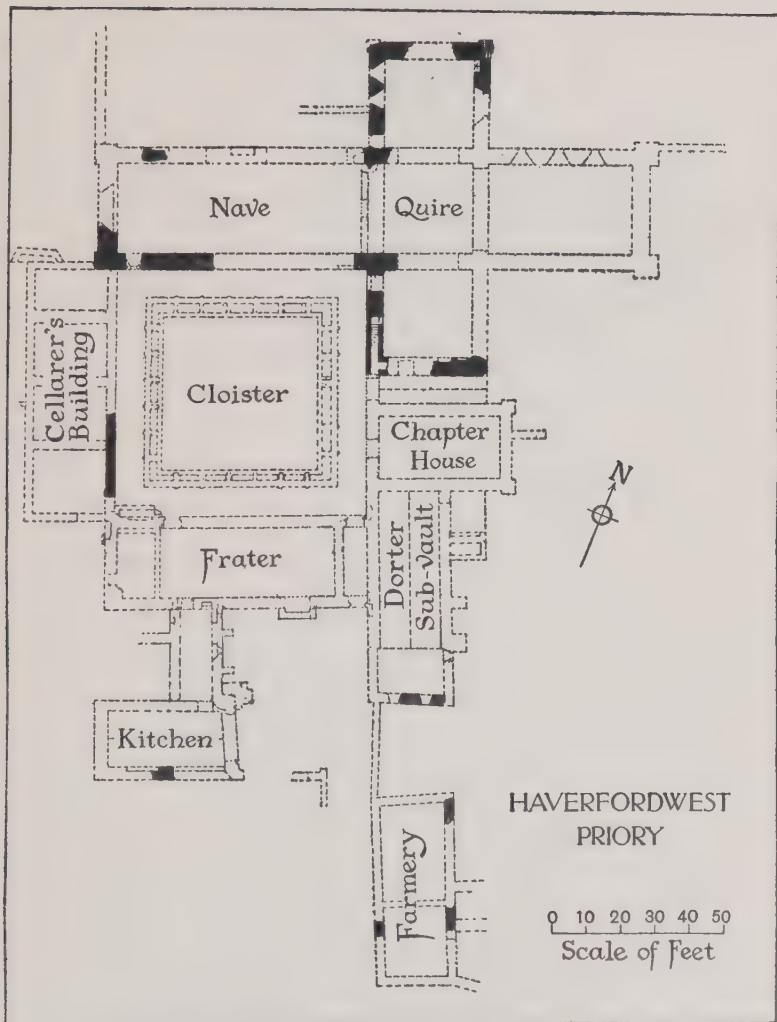 Nave
Quire
Cellarer's
Building
Cloister
Chapter
House
N
Frater
Dorter
Sub-vault
Kitchen
Farmery
HAVERFORDWEST
PRIORY
0 10 20 30 40 50
Scale of Feet